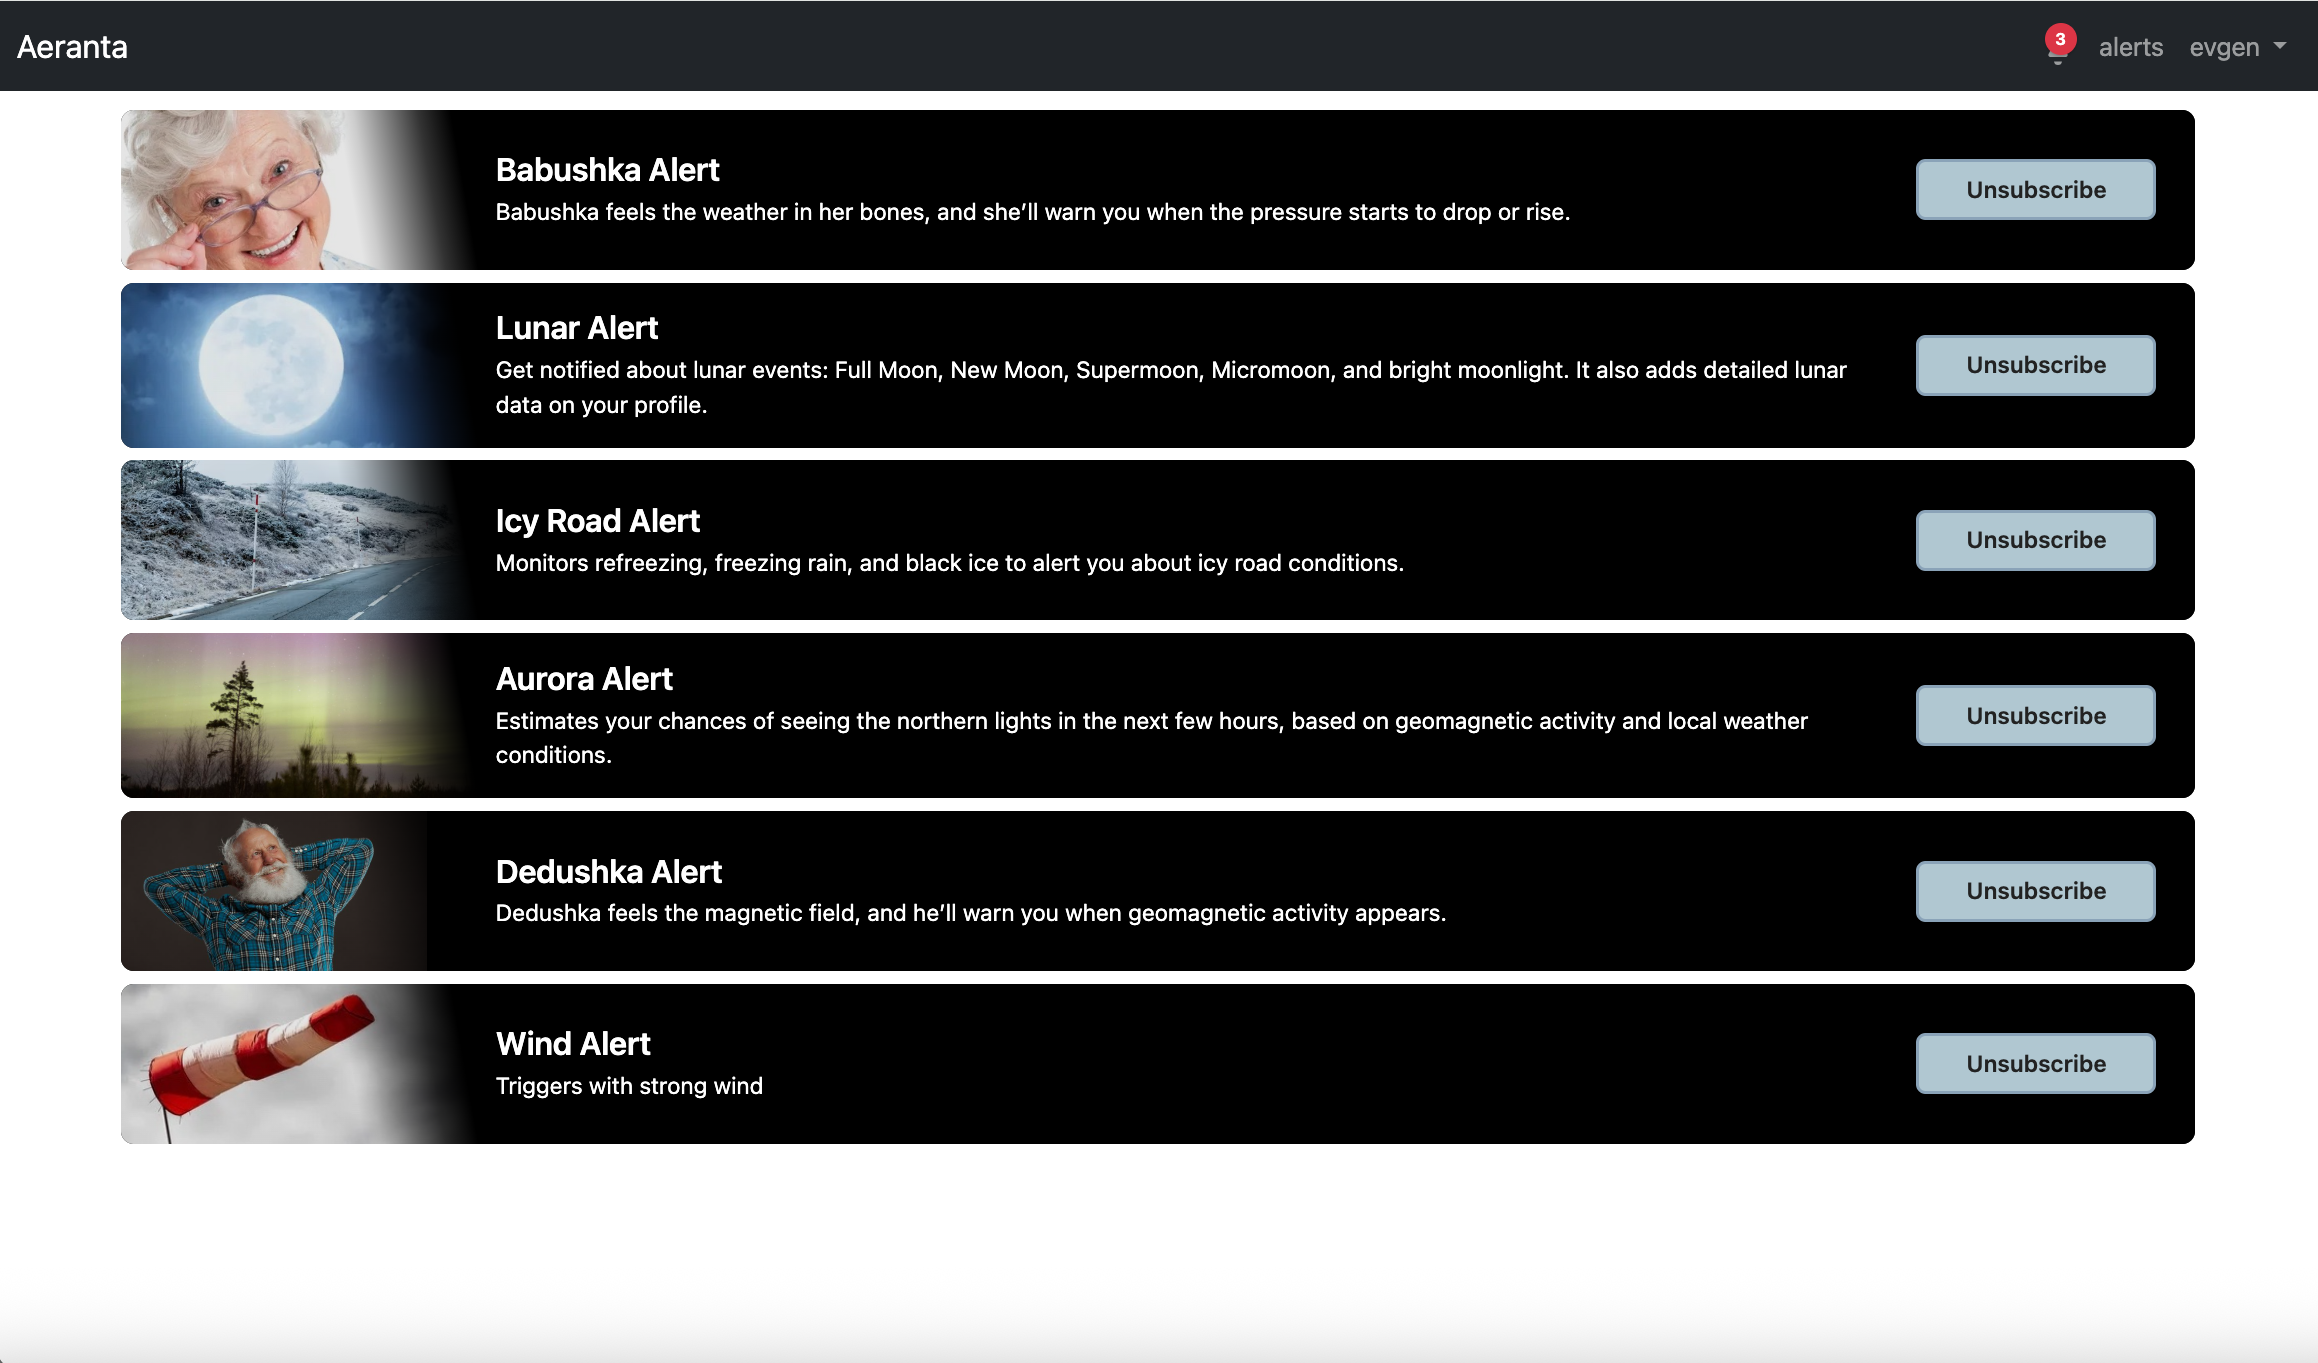 Aeranta
3 alerts evgen
Babushka Alert
Babushka feels the weather in her bones, and she’ll warn you when the pressure starts to drop or rise.
Unsubscribe
Lunar Alert
Get notified about lunar events: Full Moon, New Moon, Supermoon, Micromoon, and bright moonlight. It also adds detailed lunar
data on your profile.
Unsubscribe
Icy Road Alert
Monitors refreezing, freezing rain, and black ice to alert you about icy road conditions.
Unsubscribe
Aurora Alert
Estimates your chances of seeing the northern lights in the next few hours, based on geomagnetic activity and local weather
conditions.
Unsubscribe
Dedushka Alert
Dedushka feels the magnetic field, and he’ll warn you when geomagnetic activity appears.
Unsubscribe
Wind Alert
Triggers with strong wind
Unsubscribe